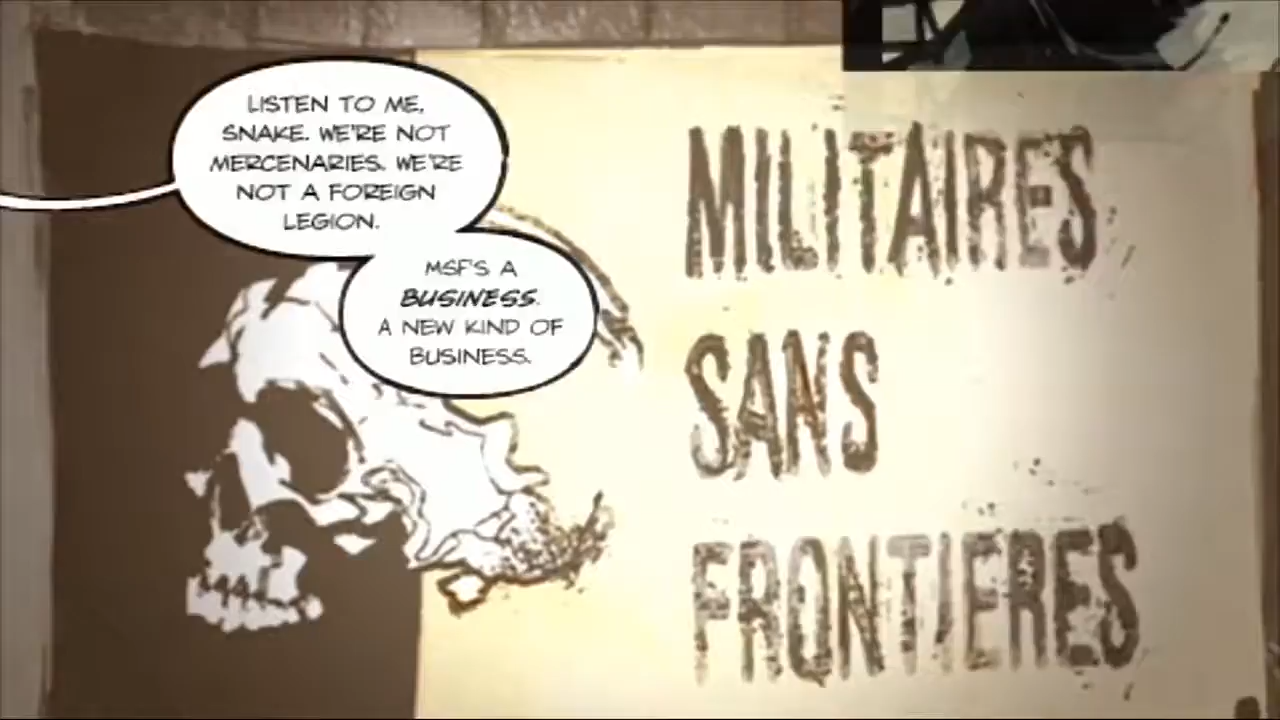 LISTEN TO ME,
SNAKE. WE'RE NOT
MERCENARIES. WE'RE
NOT A FOREIGN
LEGION.
MSF'S A
BUSINESS.
A NEW KIND OF
BUSINESS.
MILITAIRES
SANS
FRONTIERES